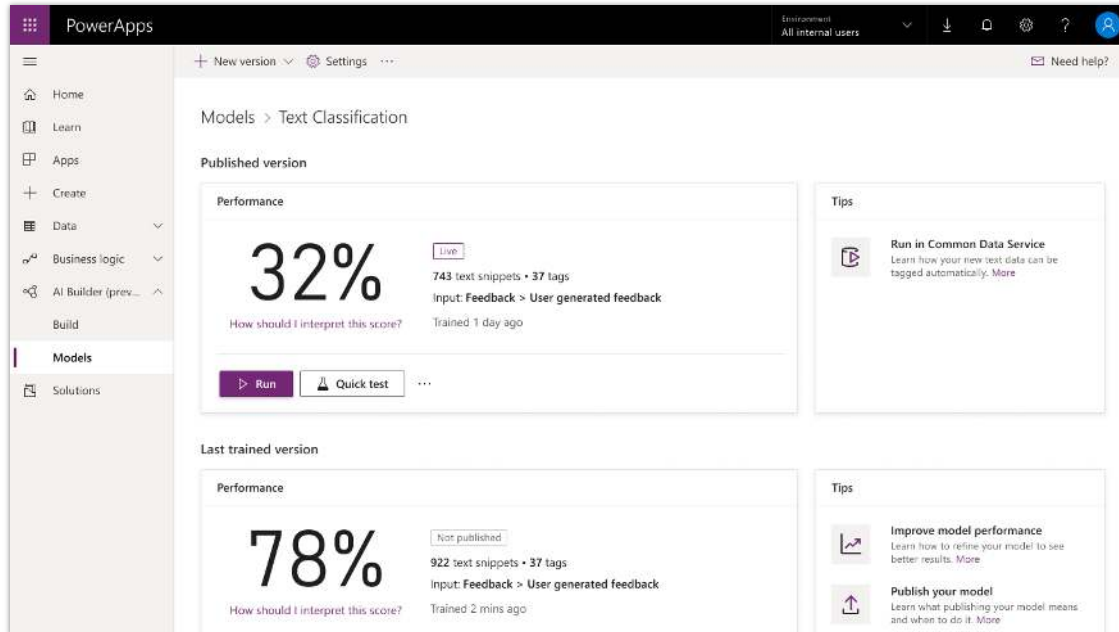 PowerApps
Environment
All internal users
?
New version
Settings
···
Need help?
Home
Learn
Apps
Create
Data
Business logic
AI Builder (prev...
Build
Models
Solutions
Models > Text Classification
Published version
Performance
32%
How should I interpret this score?
Live
743 text snippets • 37 tags
Input: Feedback > User generated feedback
Trained 1 day ago
Run
Quick test
···
Tips
Run in Common Data Service
Learn how your new text data can be
tagged automatically. More
Last trained version
Performance
78%
How should I interpret this score?
Not published
922 text snippets • 37 tags
Input: Feedback > User generated feedback
Trained 2 mins ago
Tips
Improve model performance
Learn how to refine your model to see
better results. More
Publish your model
Learn what publishing your model means
and when to do it. More